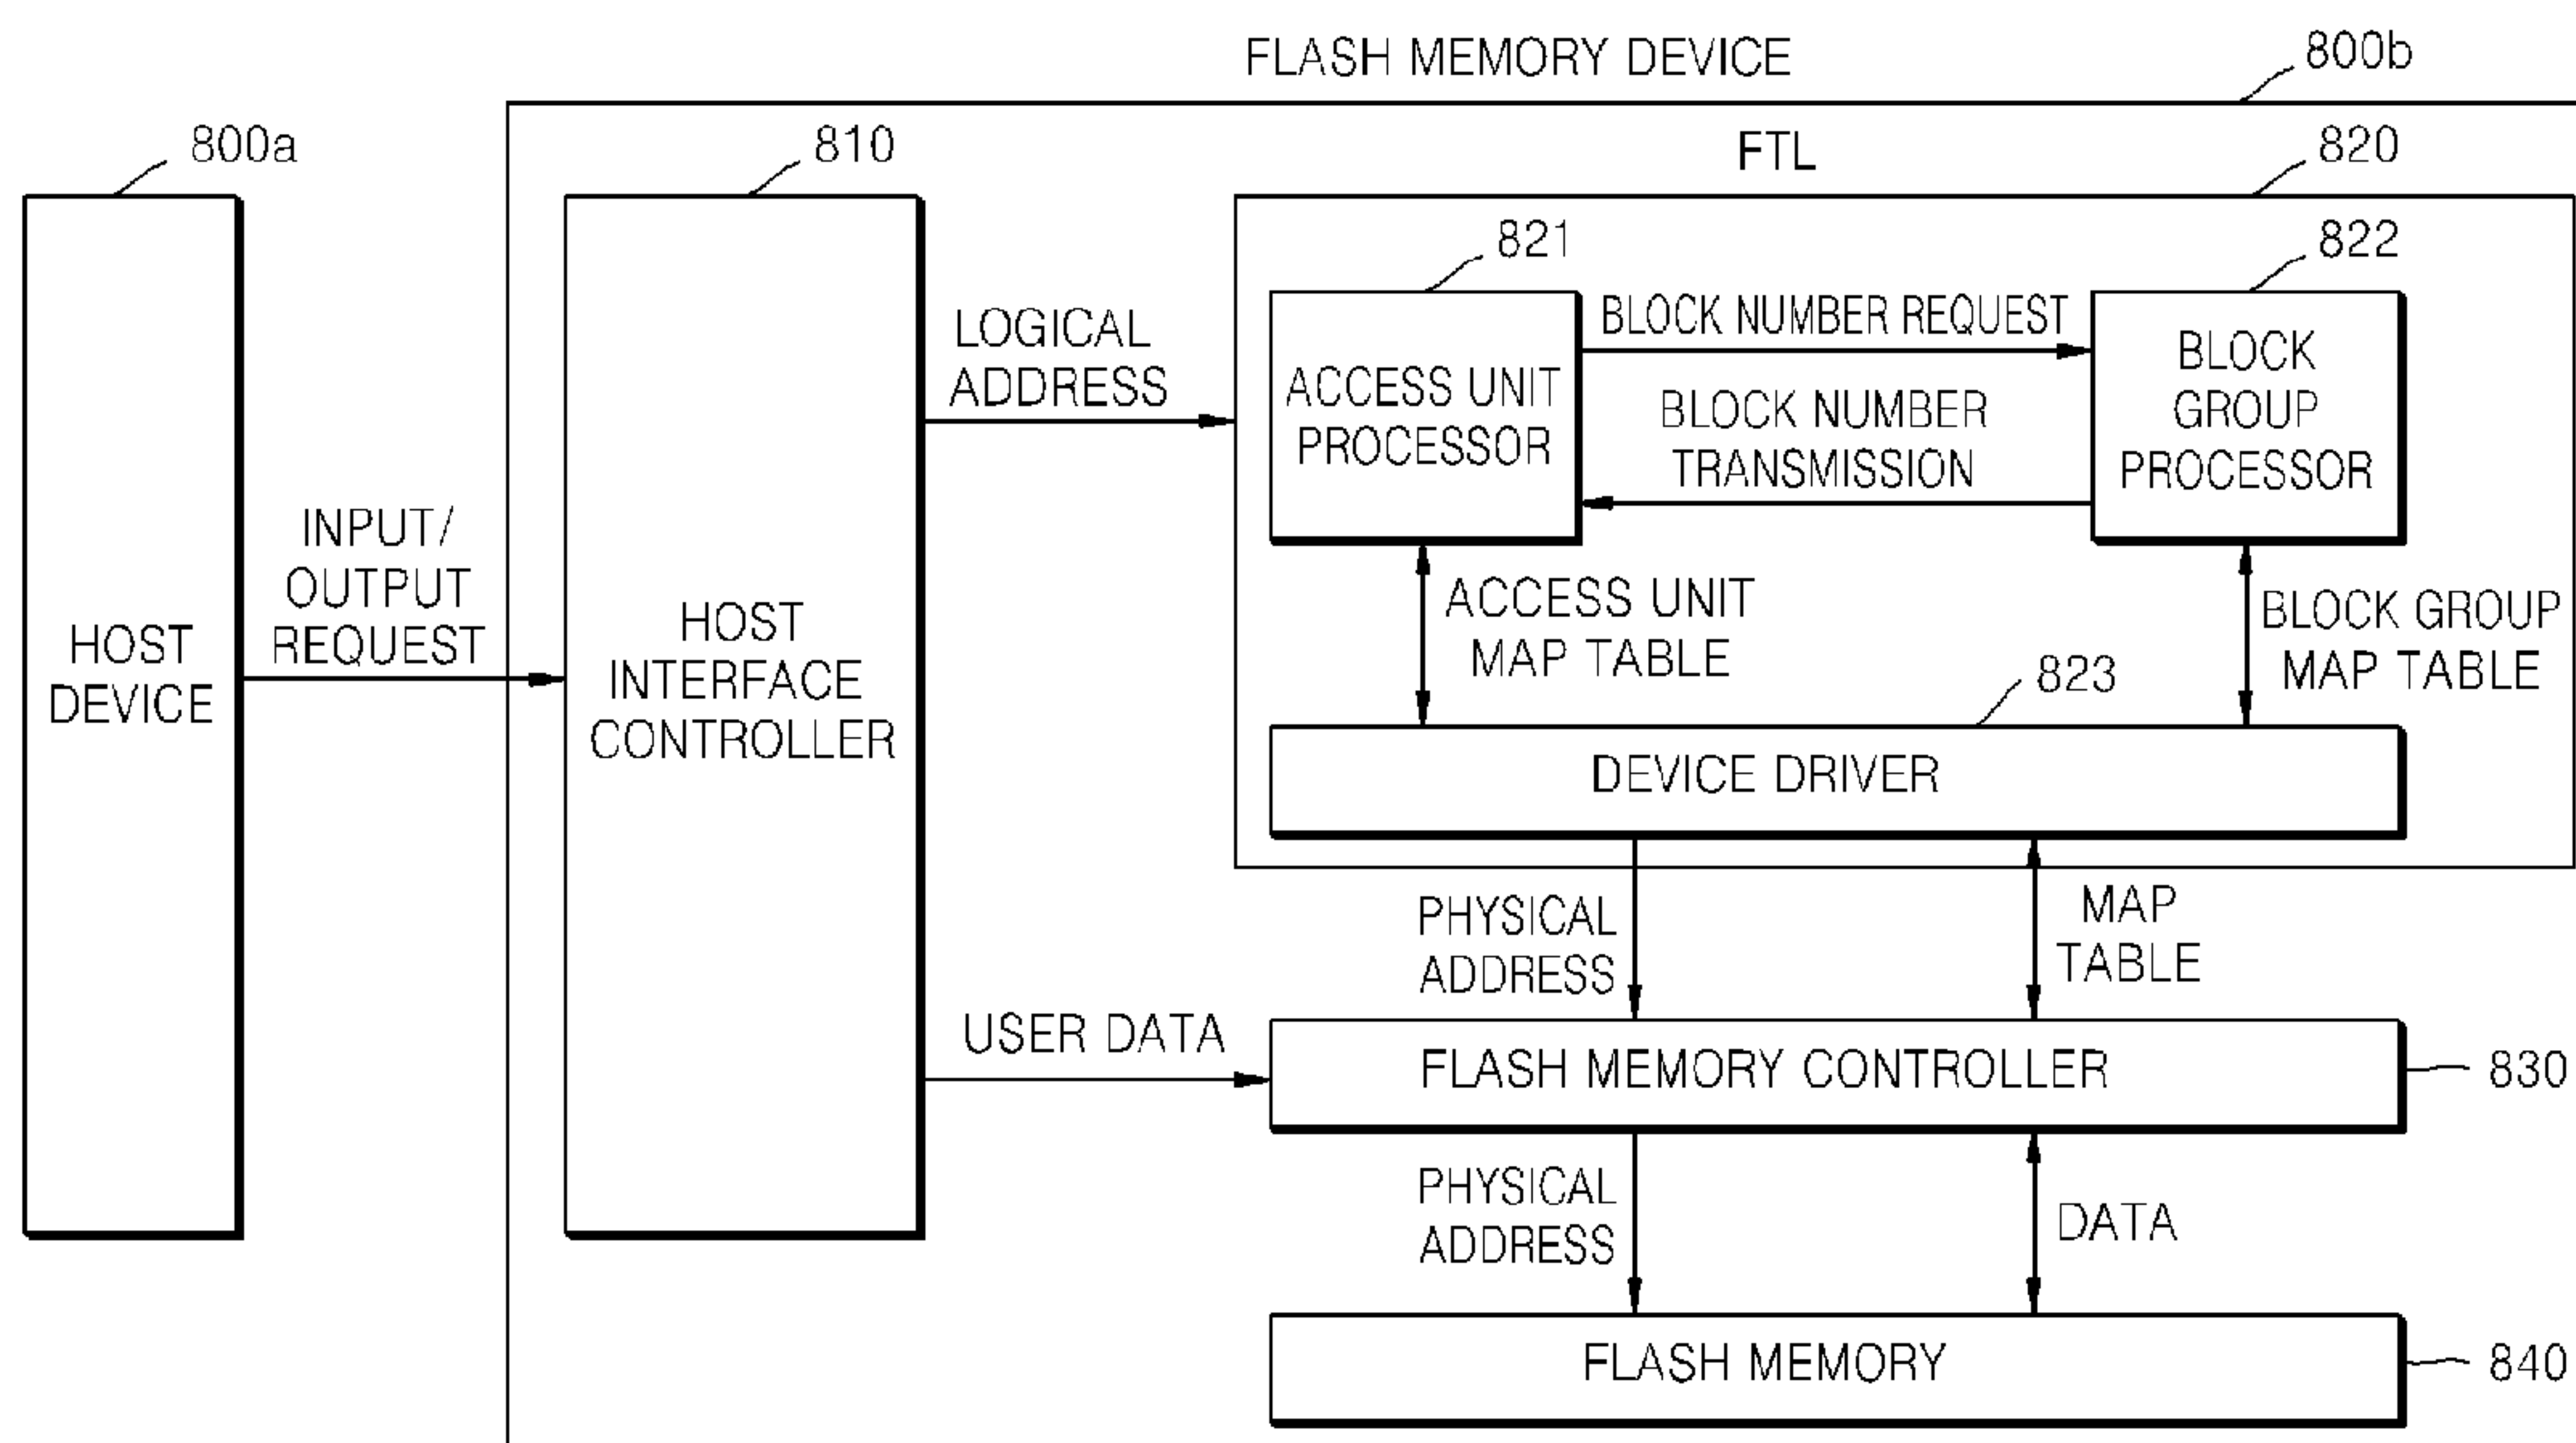 FLASH MEMORY DEVICE
800b
800a
810
FTL
820
821
822
LOGICAL
ADDRESS
ACCESS UNIT
PROCESSOR
BLOCK NUMBER REQUEST
BLOCK NUMBER
TRANSMISSION
BLOCK
GROUP
PROCESSOR
INPUT/
OUTPUT
REQUEST
HOST
DEVICE
HOST
INTERFACE
CONTROLLER
ACCESS UNIT
MAP TABLE
BLOCK GROUP
MAP TABLE
823
DEVICE DRIVER
PHYSICAL
ADDRESS
MAP
TABLE
USER DATA
FLASH MEMORY CONTROLLER
830
PHYSICAL
ADDRESS
DATA
FLASH MEMORY
840